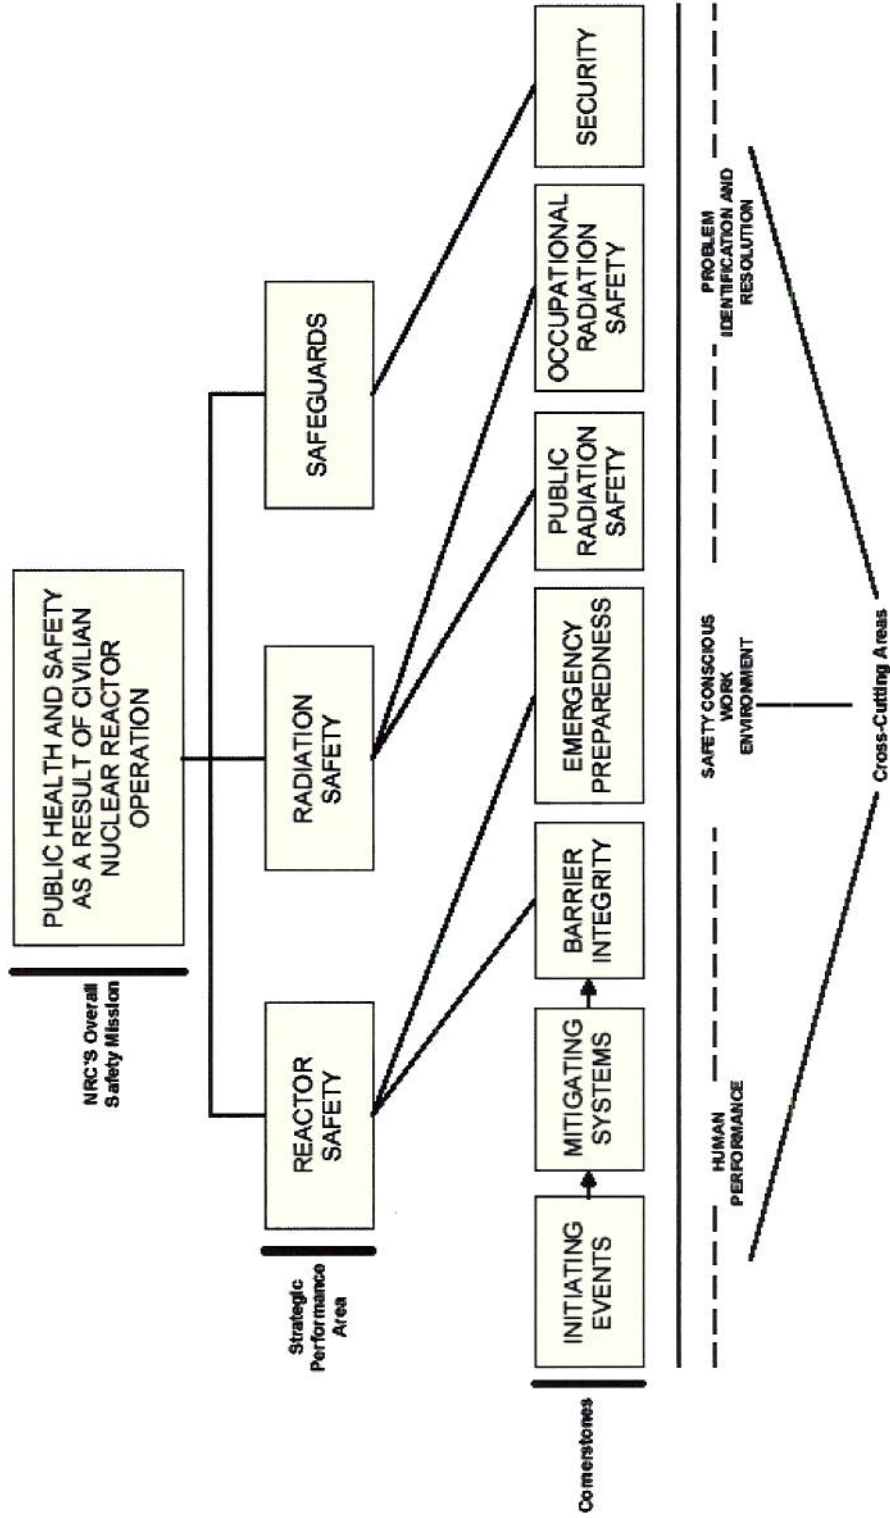 NRC'S Overall
Safety Mission
PUBLIC HEALTH AND SAFETY
AS A RESULT OF CIVILIAN
NUCLEAR REACTOR
OPERATION
Strategic
Performance
Area
REACTOR
SAFETY
RADIATION
SAFETY
SAFEGUARDS
Cornerstones
INITIATING
EVENTS
MITIGATING
SYSTEMS
BARRIER
INTEGRITY
EMERGENCY
PREPAREDNESS
PUBLIC
RADIATION
SAFETY
OCCUPATIONAL
RADIATION
SAFETY
SECURITY
HUMAN
PERFORMANCE
SAFETY CONSCIOUS
WORK
ENVIRONMENT
PROBLEM
IDENTIFICATION AND
RESOLUTION
Cross-Cutting Areas